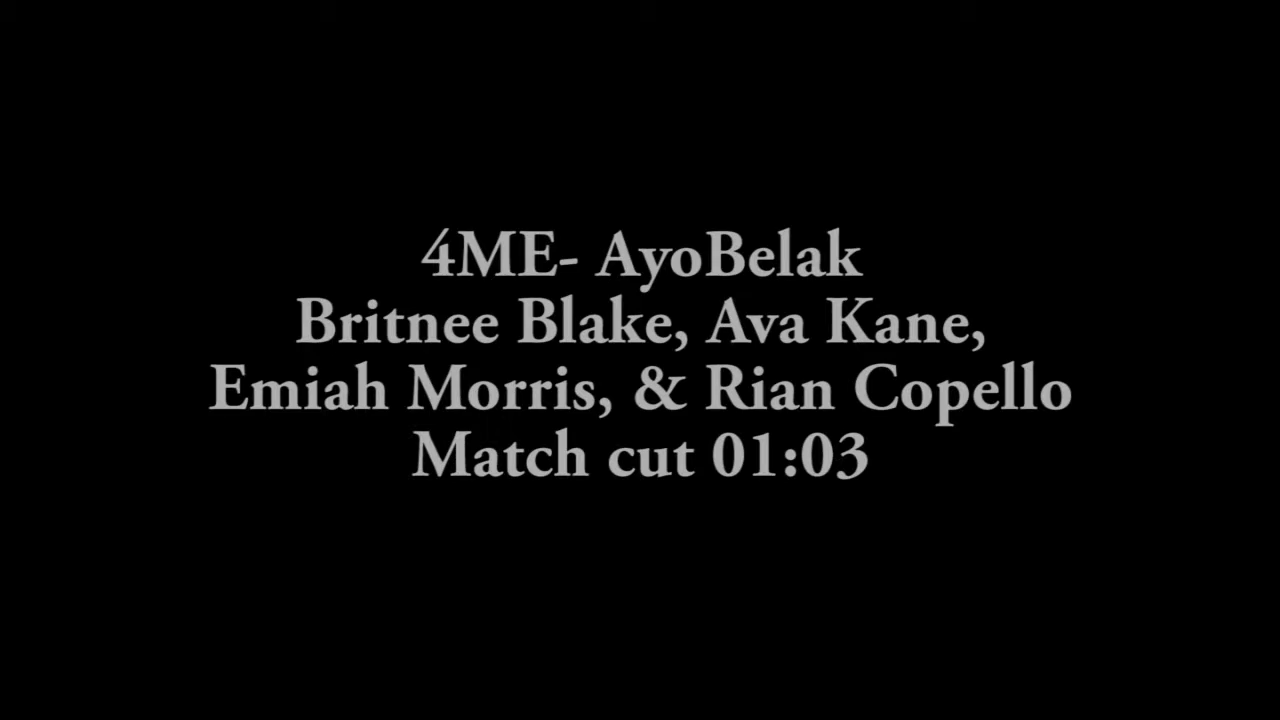 4ME- AyoBelak
Britnee Blake, Ava Kane,
Emiah Morris, & Rian Copello
Match cut 01:03